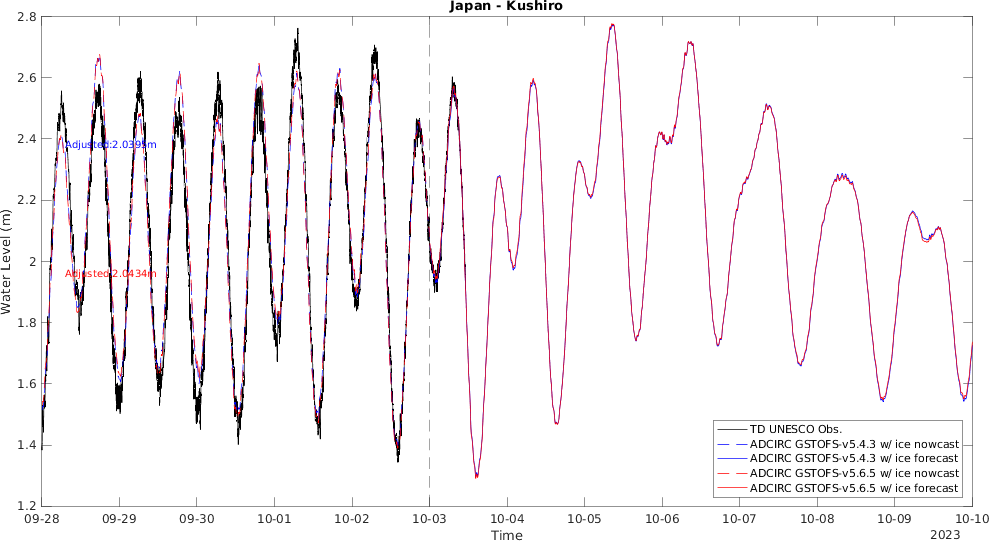 Japan - Kushiro
2.8
2.6
2.4
2.2
2
1.8
1.6
1.4
1.2
Water Level (m)
Adjusted:2.0395m
Adjusted:2.0434m
TD UNESCO Obs.
ADCIRC GSTOFS-v5.4.3 w/ ice nowcast
ADCIRC GSTOFS-v5.4.3 w/ ice forecast
ADCIRC GSTOFS-v5.6.5 w/ ice nowcast
ADCIRC GSTOFS-v5.6.5 w/ ice forecast
09-28 09-29 09-30 10-01 10-02 10-03 10-04 10-05 10-06 10-07 10-08 10-09 10-10
Time
2023